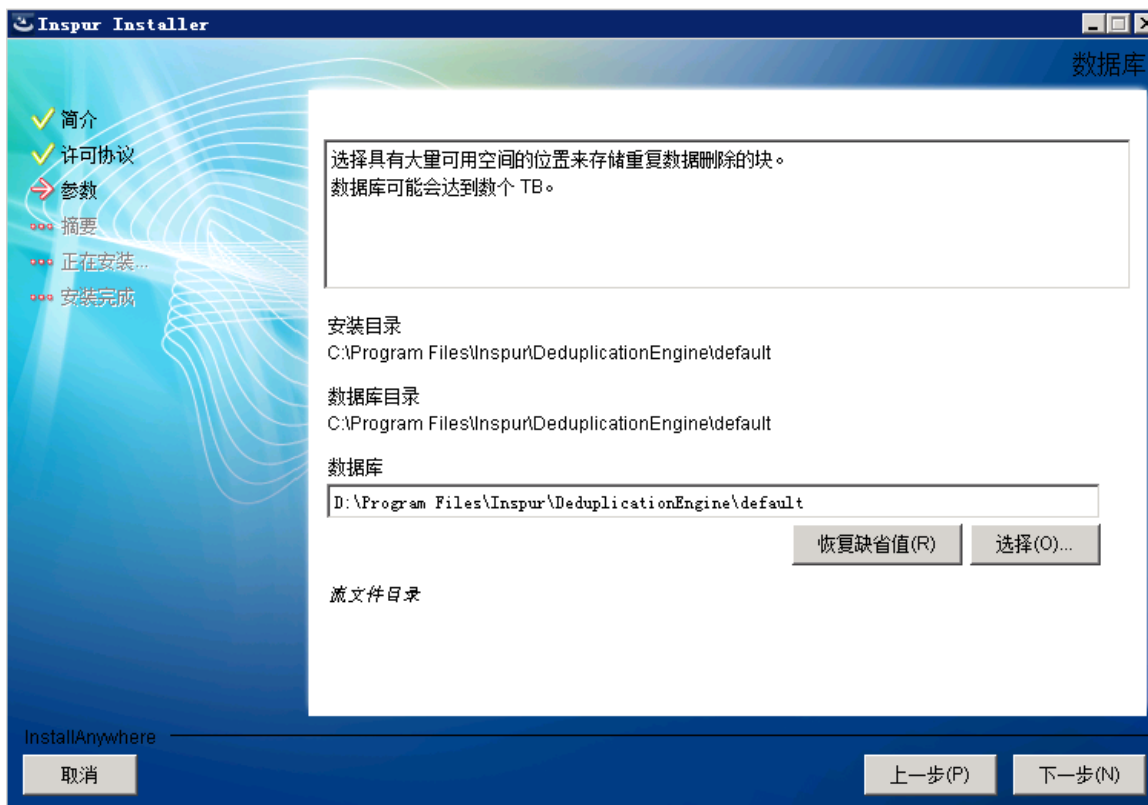 Inspur Installer
数据库
简介
许可协议
参数
摘要
正在安装...
安装完成
选择具有大量可用空间的位置来存储重复数据删除的块。
数据库可能会达到数个 TB。
安装目录
C:\Program Files\Inspur\DeduplicationEngine\default
数据库目录
C:\Program Files\Inspur\DeduplicationEngine\default
数据库
D:\Program Files\Inspur\DeduplicationEngine\default
恢复缺省值(R)
选择(O)...
流文件目录
InstallAnywhere
取消
上一步(P)
下一步(N)